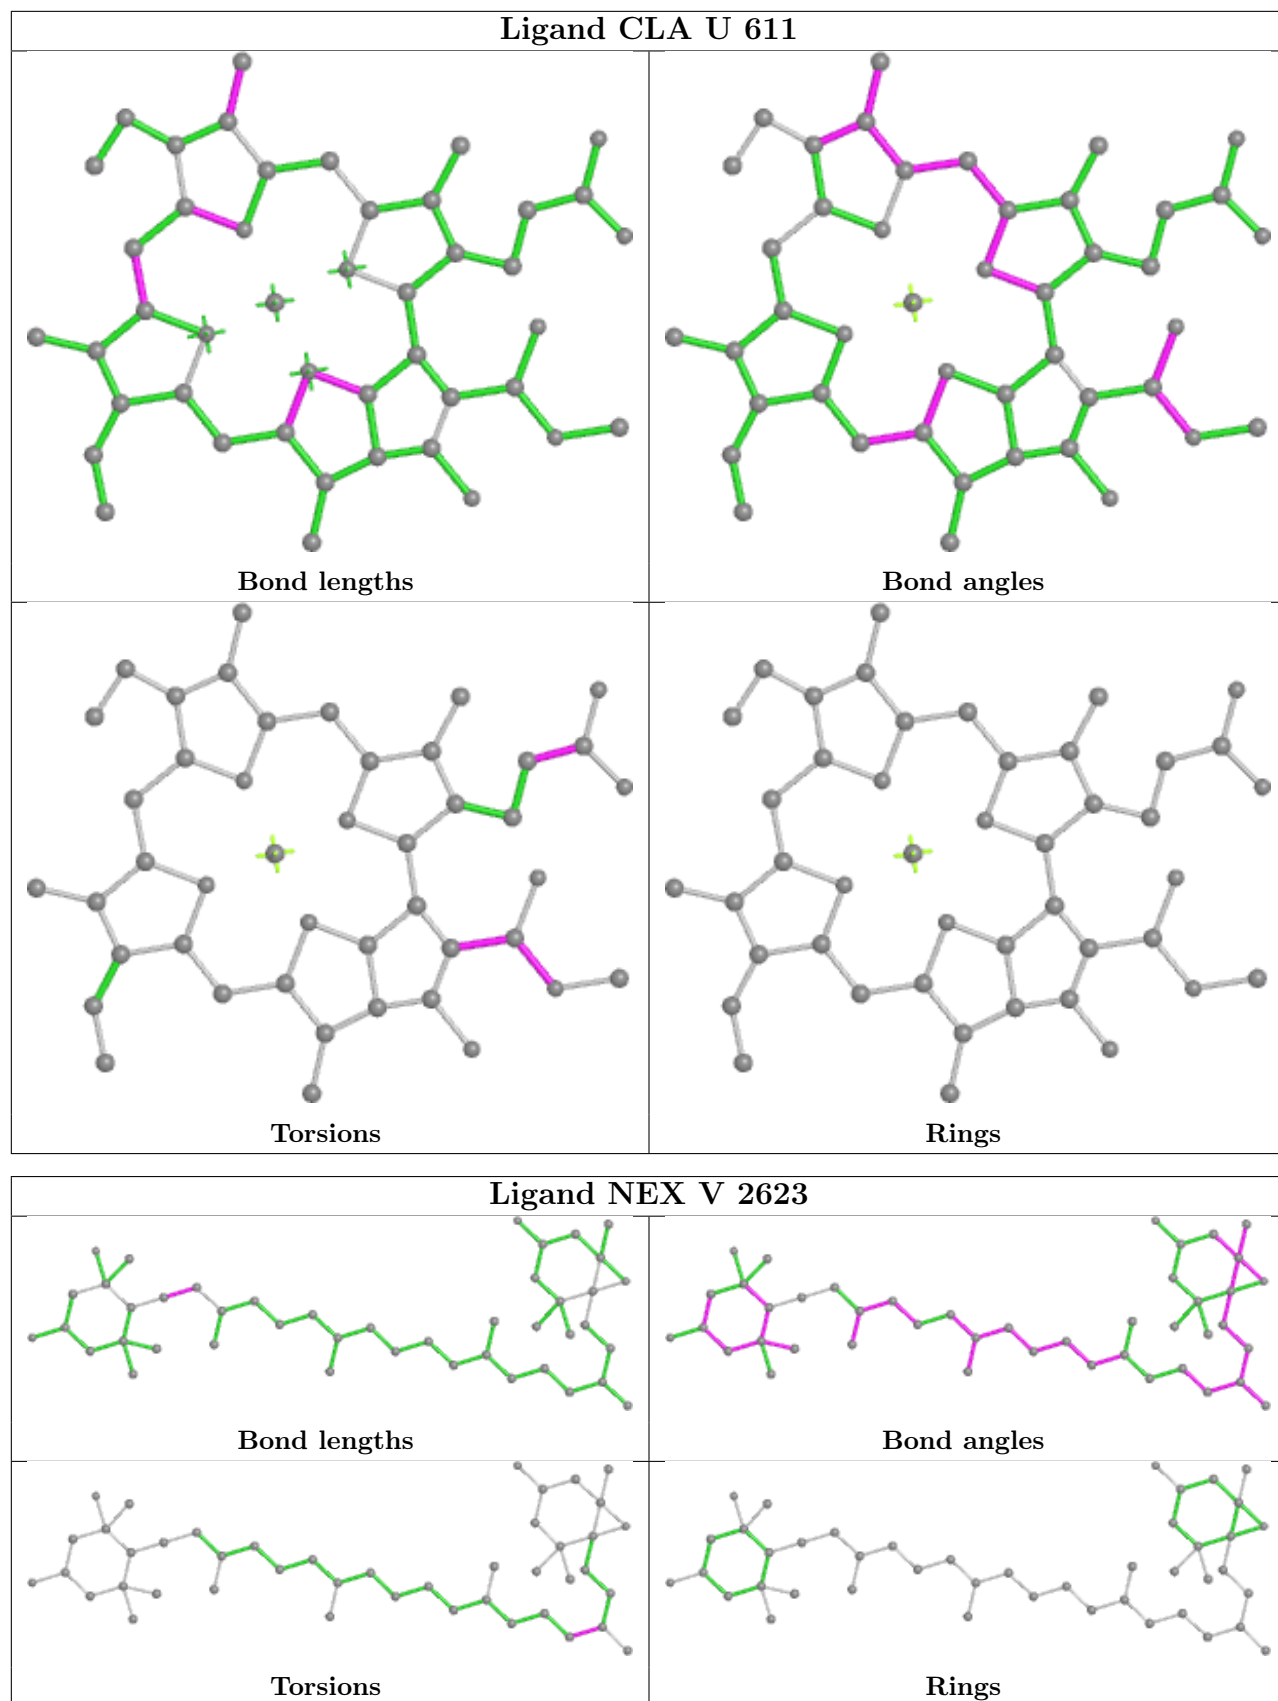 Ligand CLA U 611
Bond lengths
Bond angles
Torsions
Rings
Ligand NEX V 2623
Bond lengths
Bond angles
Torsions
Rings